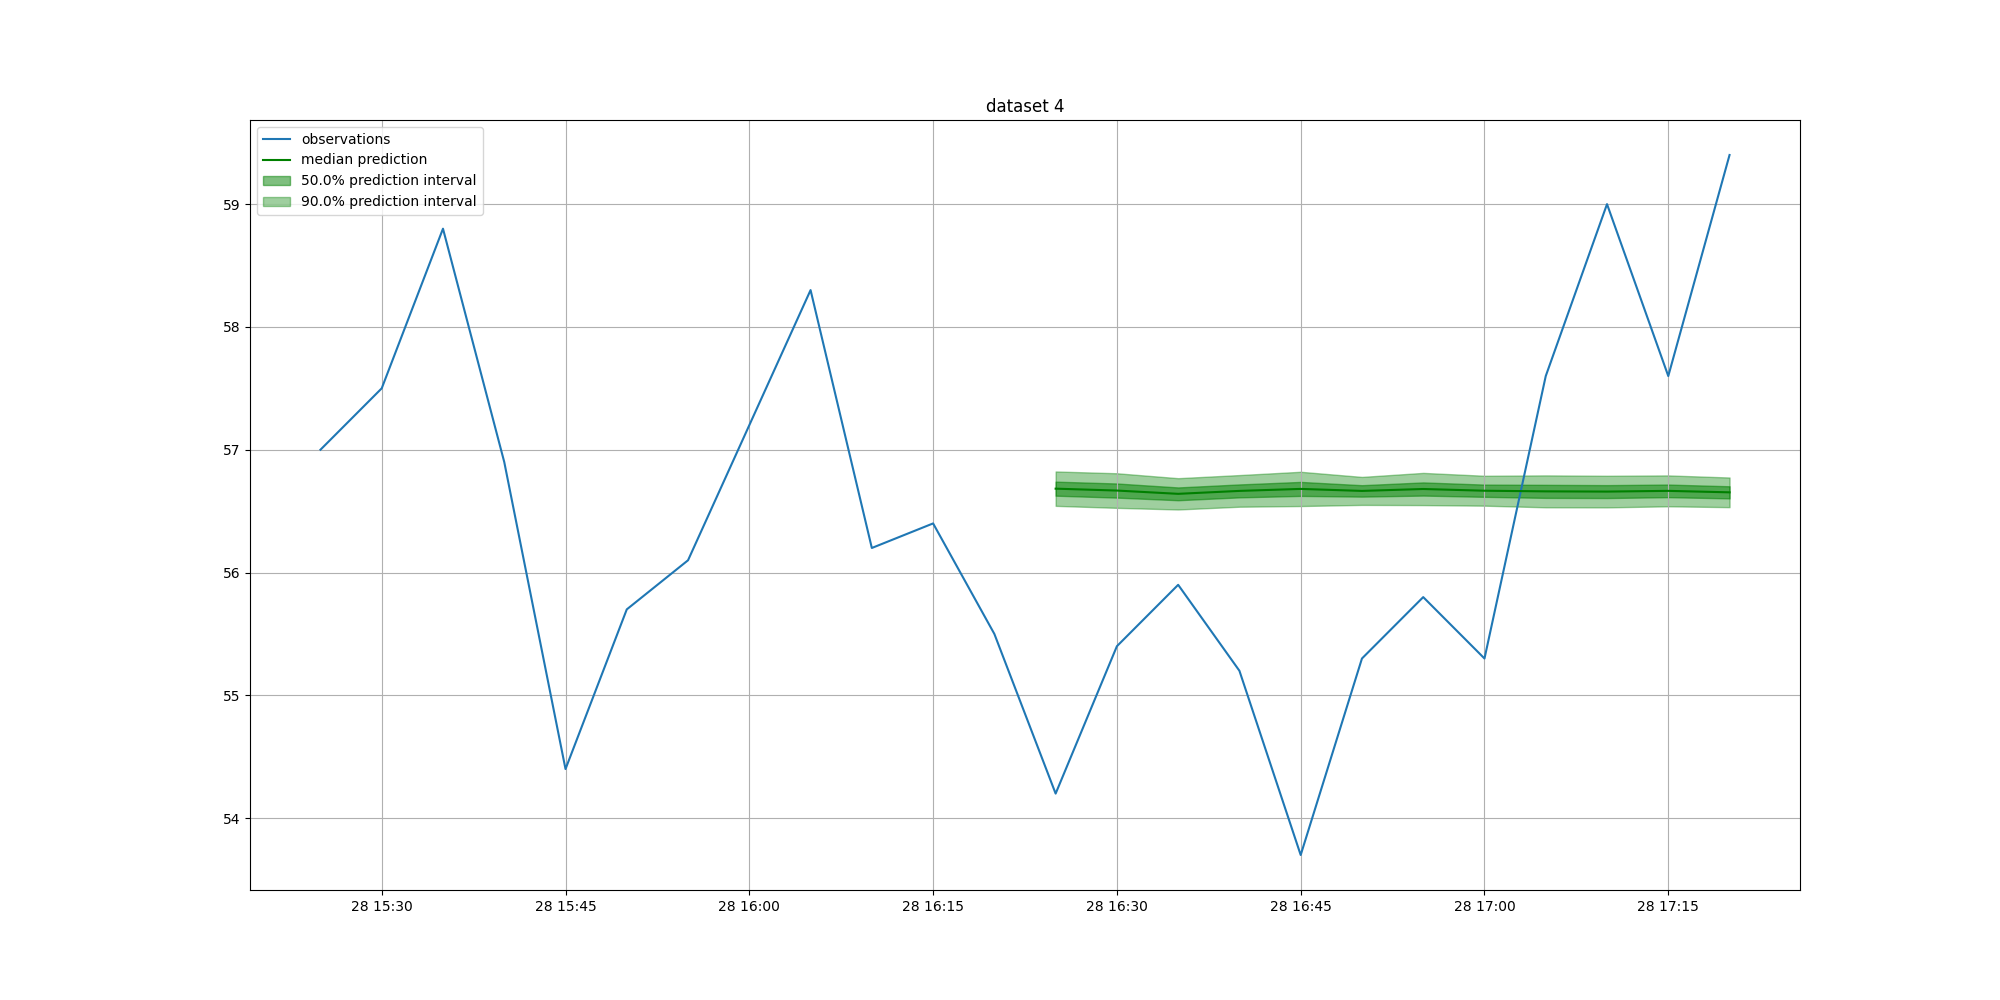 dataset 4
observations
median prediction
50.0% prediction interval
90.0% prediction interval
59
58
57
56
55
54
28 15:30 28 15:45 28 16:00 28 16:15 28 16:30 28 16:45 28 17:00 28 17:15